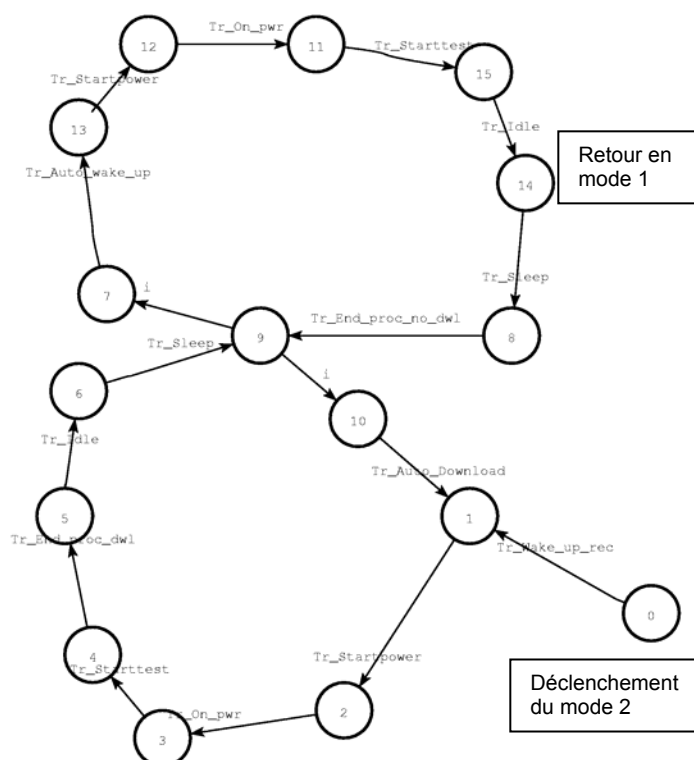 Tr_On_pwr
12
11
Tr_Starttest
15
Tr_Startpower
13
Tr_Idle
Retour en
mode 1
Tr_Auto_wake_up
14
Tr_Sleep
7
i
Tr_End_proc_no_dwl
9
8
Tr_Sleep
i
6
10
Tr_Idle
Tr_Auto_Download
5
1
Tr_End_proc_dwl
Tr_Wake_up_rec
0
4
Tr_Startpower
Tr_Starttest
Déclenchement
du mode 2
2
Tr_On_pwr
3